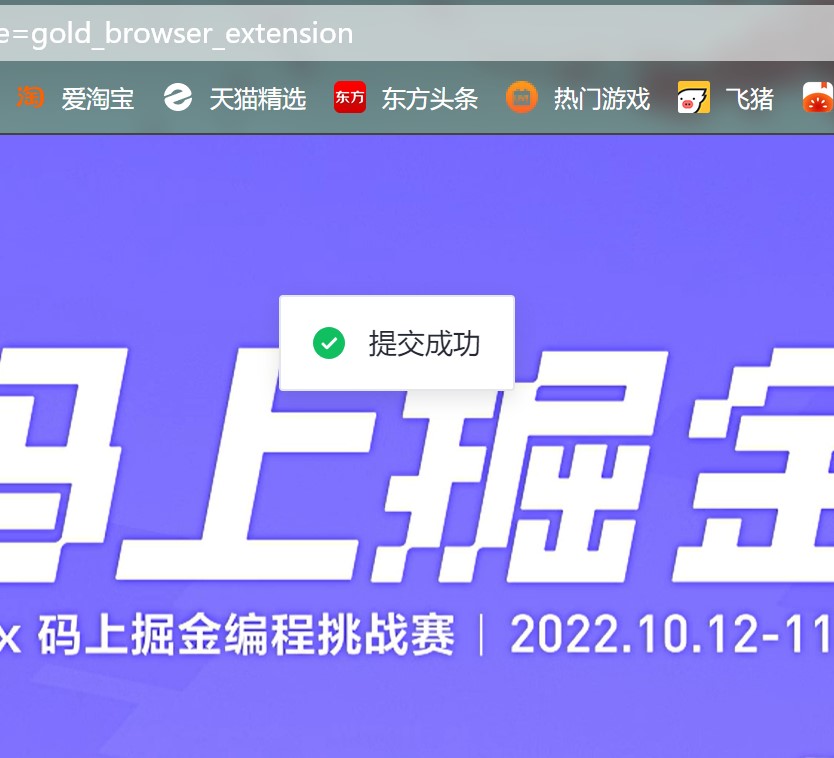 e=gold_browser_extension
淘 爱淘宝 天猫精选 东方 东方头条 热门游戏 飞猪
提交成功
码上掘金
x 码上掘金编程挑战赛 | 2022.10.12-11